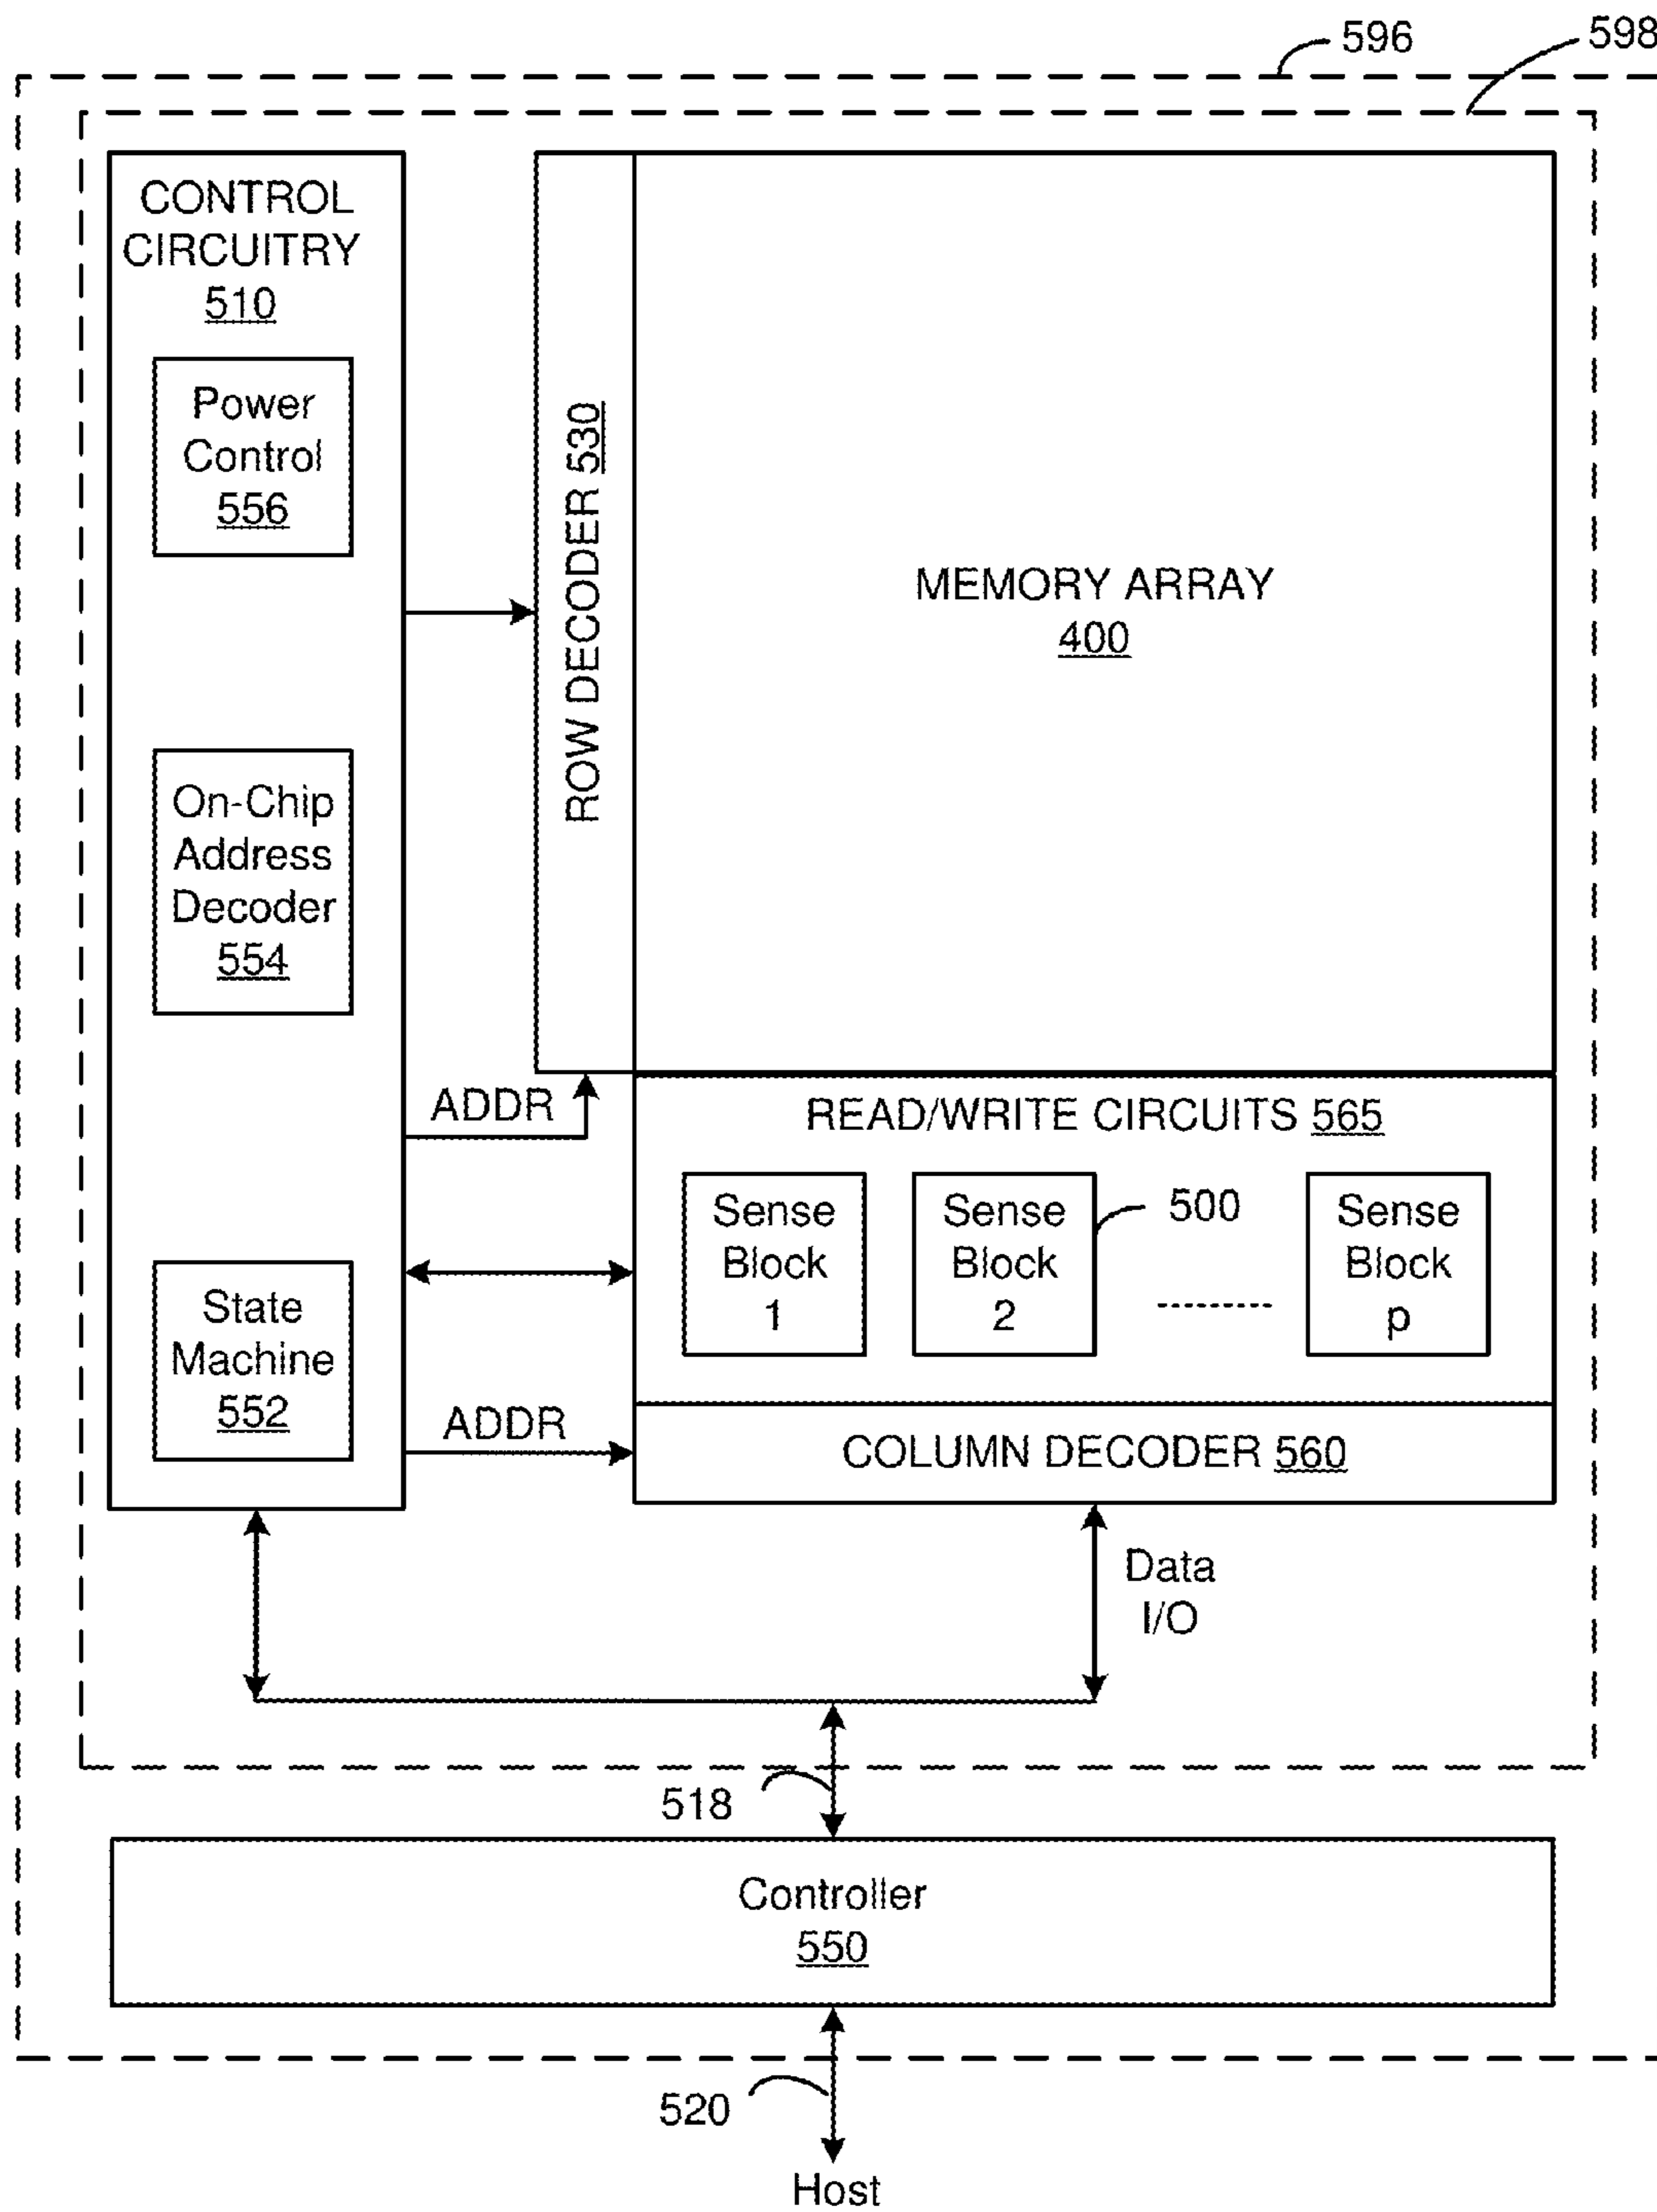 596
598
CONTROL
CIRCUITRY
510
Power
Control
556
On-Chip
Address
Decoder
554
State
Machine
552
ROW DECODER 530
MEMORY ARRAY
400
ADDR
READ/WRITE CIRCUITS 565
Sense
Block
1
Sense
Block
2
500
Sense
Block
p
ADDR
COLUMN DECODER 560
Data
I/O
518
Controller
550
520
Host